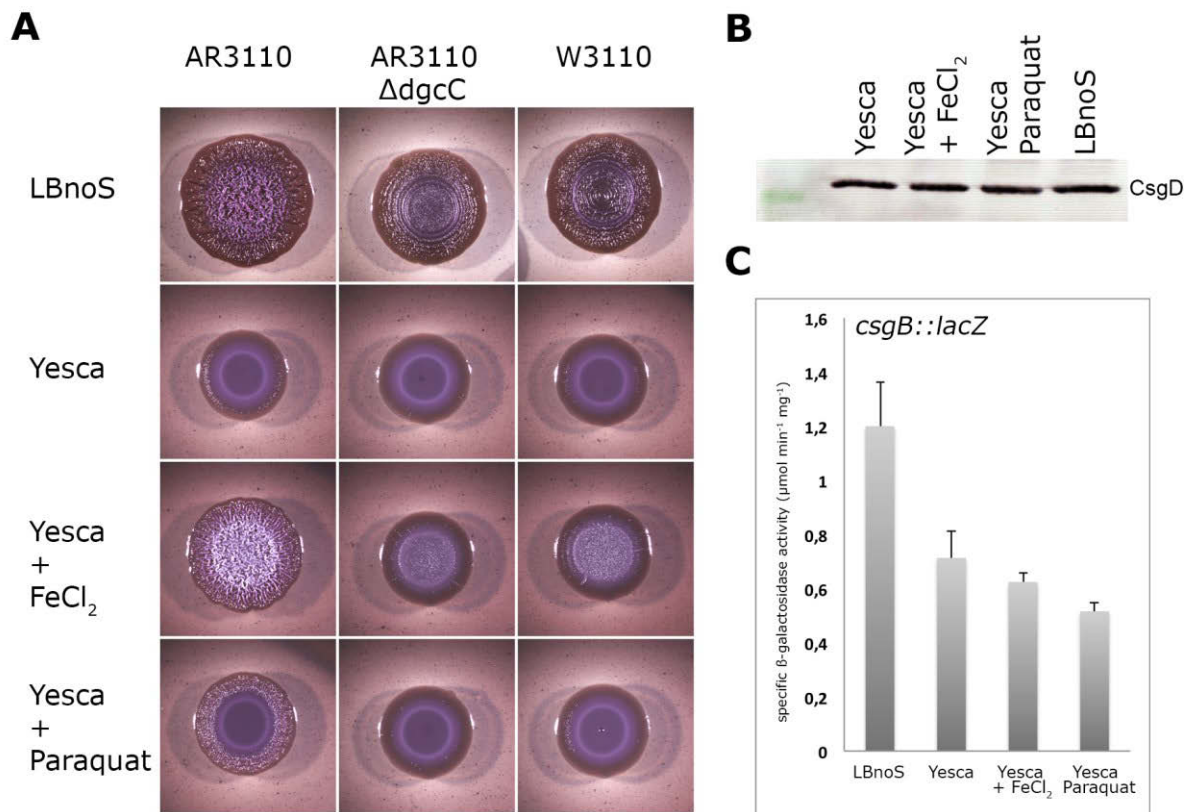 A
AR3110
AR3110
ΔdgcC
W3110
LBnoS
Yesca
Yesca
+
FeCl₂
Yesca
+
Paraquat
B
Yesca
Yesca
+ FeCl₂
Yesca
Paraquat
LBnoS
CsgD
C
csgB::lacZ
specific ß-galactosidase activity (µmol min⁻¹ mg⁻¹)
1,6
1,4
1,2
1
0,8
0,6
0,4
0,2
0
LBnoS
Yesca
Yesca
+ FeCl₂
Yesca
Paraquat